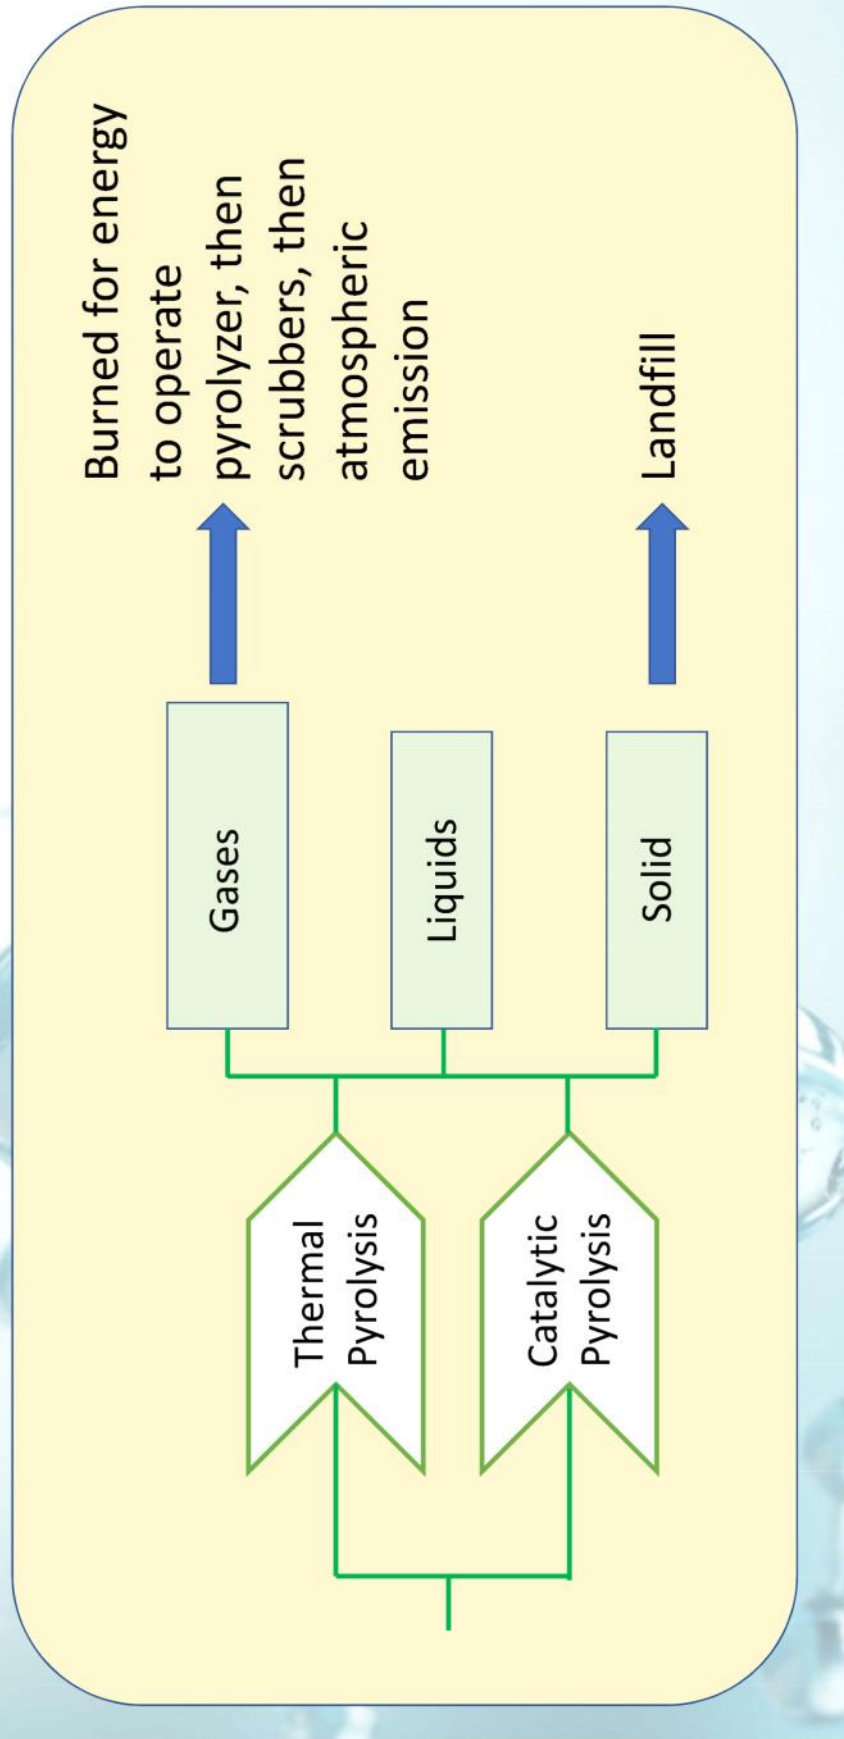 Thermal
Pyrolysis
Catalytic
Pyrolysis
Gases
Liquids
Solid
Burned for energy
to operate
pyrolyzer, then
scrubbers, then
atmospheric
emission
Landfill